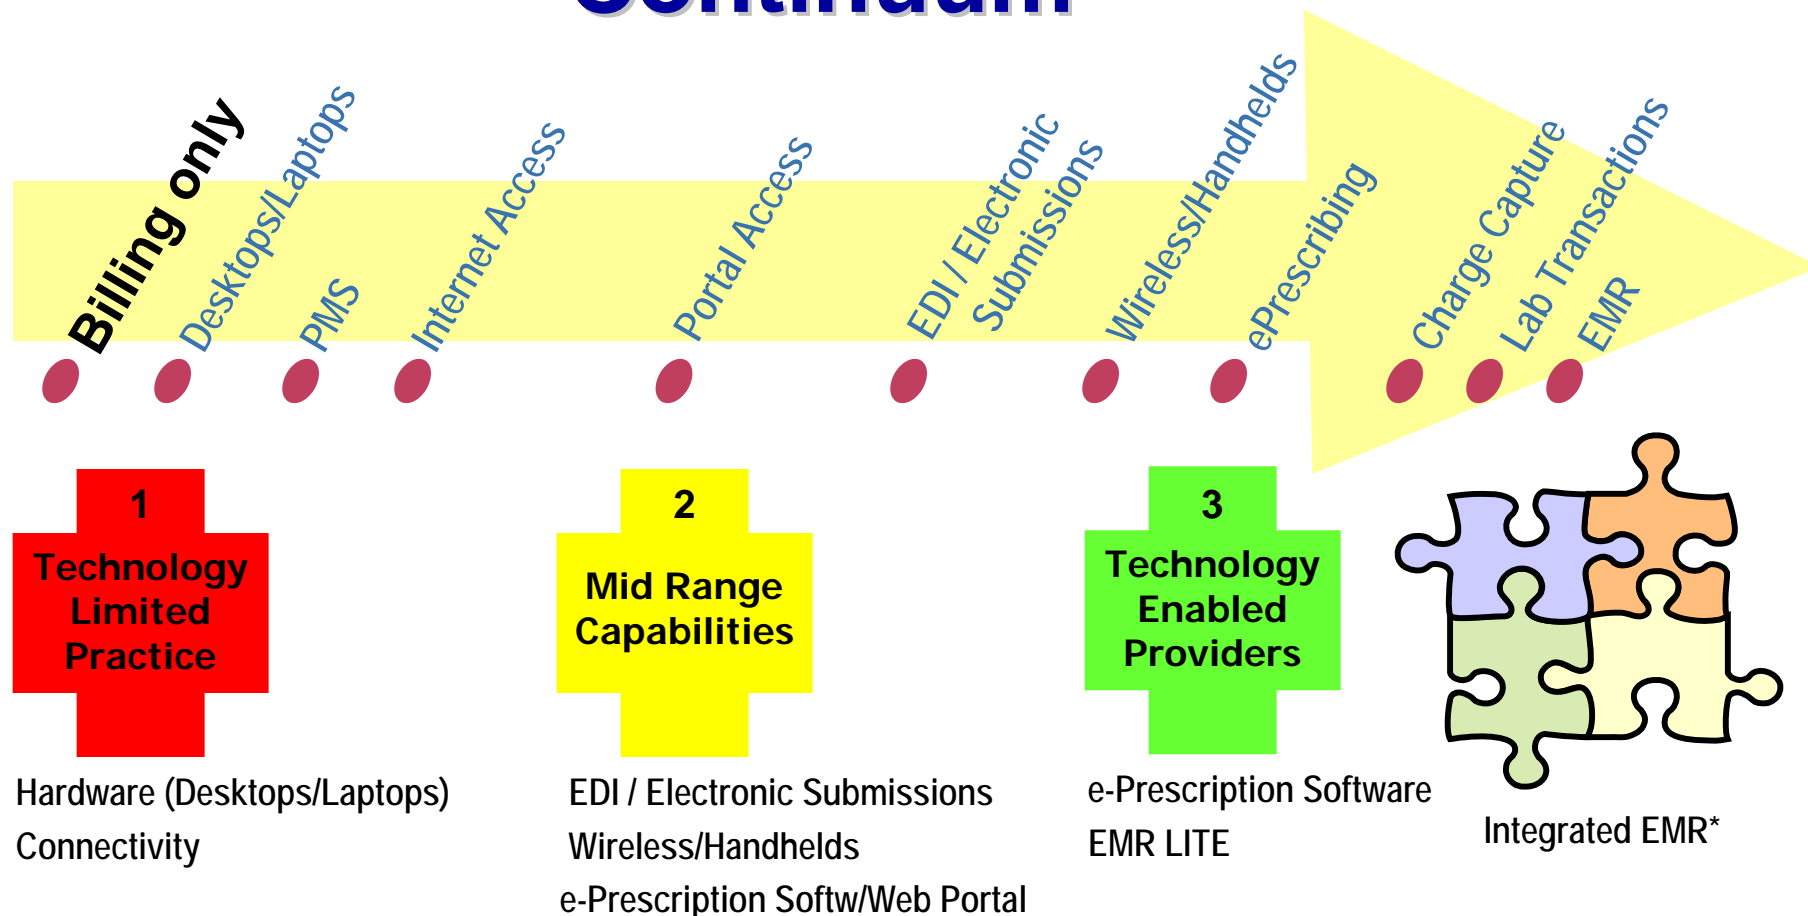 Continuum
Billing only
Desktops/Laptops
PMS
Internet Access
Portal Access
EDI / Electronic
Submissions
Wireless/Handhelds
ePrescribing
Charge Capture
Lab Transactions
EMR
1
Technology
Limited
Practice
2
Mid Range
Capabilities
3
Technology
Enabled
Providers
Hardware (Desktops/Laptops)
Connectivity
EDI / Electronic Submissions
Wireless/Handhelds
e-Prescription Softw/Web Portal
e-Prescription Software
EMR LITE
Integrated EMR*